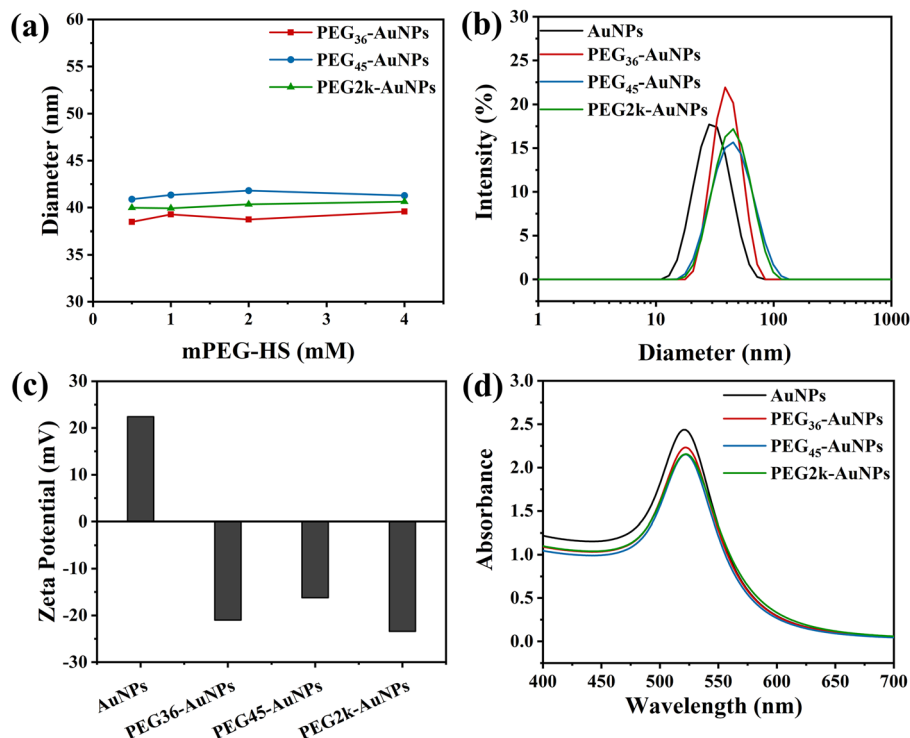 (a)
PEG36-AuNPs
PEG45-AuNPs
PEG2k-AuNPs
60
55
50
45
40
35
30
Diameter (nm)
0
1
2
3
4
mPEG-HS (mM)
(b)
AuNPs
PEG36-AuNPs
PEG45-AuNPs
PEG2k-AuNPs
30
25
20
15
10
5
0
Intensity (%)
1
10
100
1000
Diameter (nm)
(c)
30
20
10
0
-10
-20
-30
Zeta Potential (mV)
AuNPs
PEG36-AuNPs
PEG45-AuNPs
PEG2k-AuNPs
(d)
AuNPs
PEG36-AuNPs
PEG45-AuNPs
PEG2k-AuNPs
3.0
2.5
2.0
1.5
1.0
0.5
0.0
Absorbance
400
450
500
550
600
650
700
Wavelength (nm)